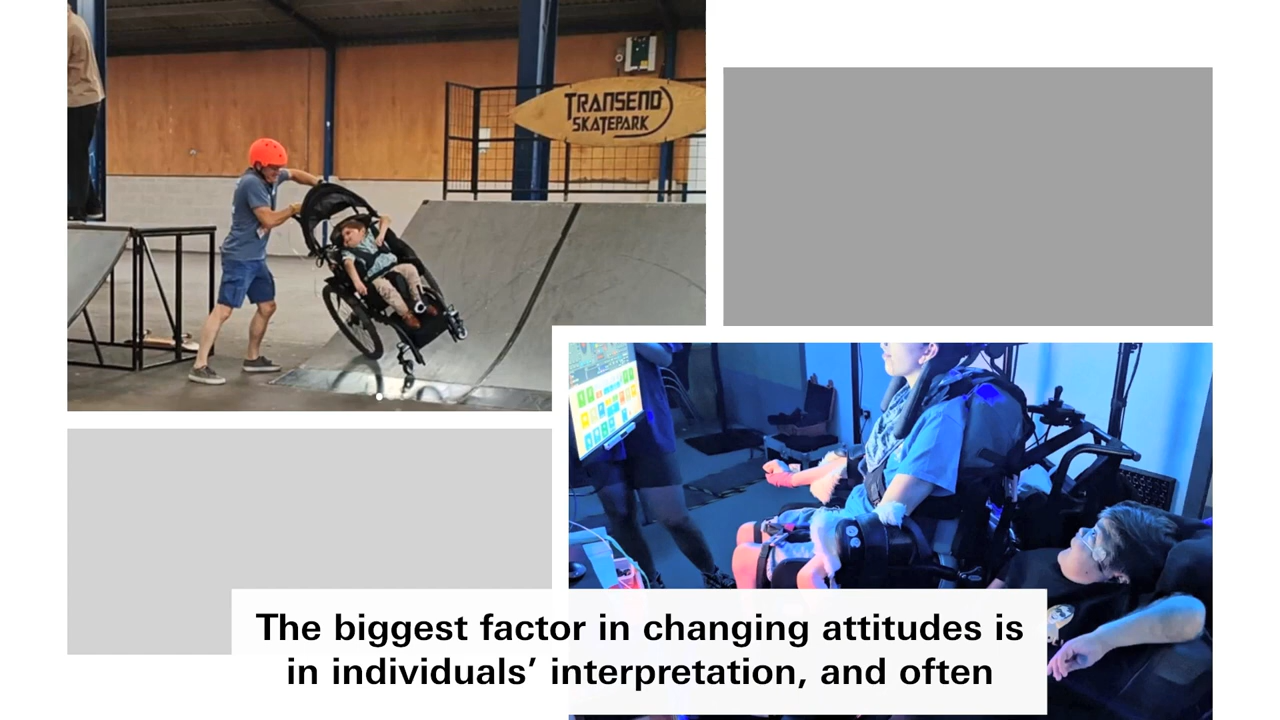 TRANSEND
SKATEPARK
The biggest factor in changing attitudes is
in individuals’ interpretation, and often